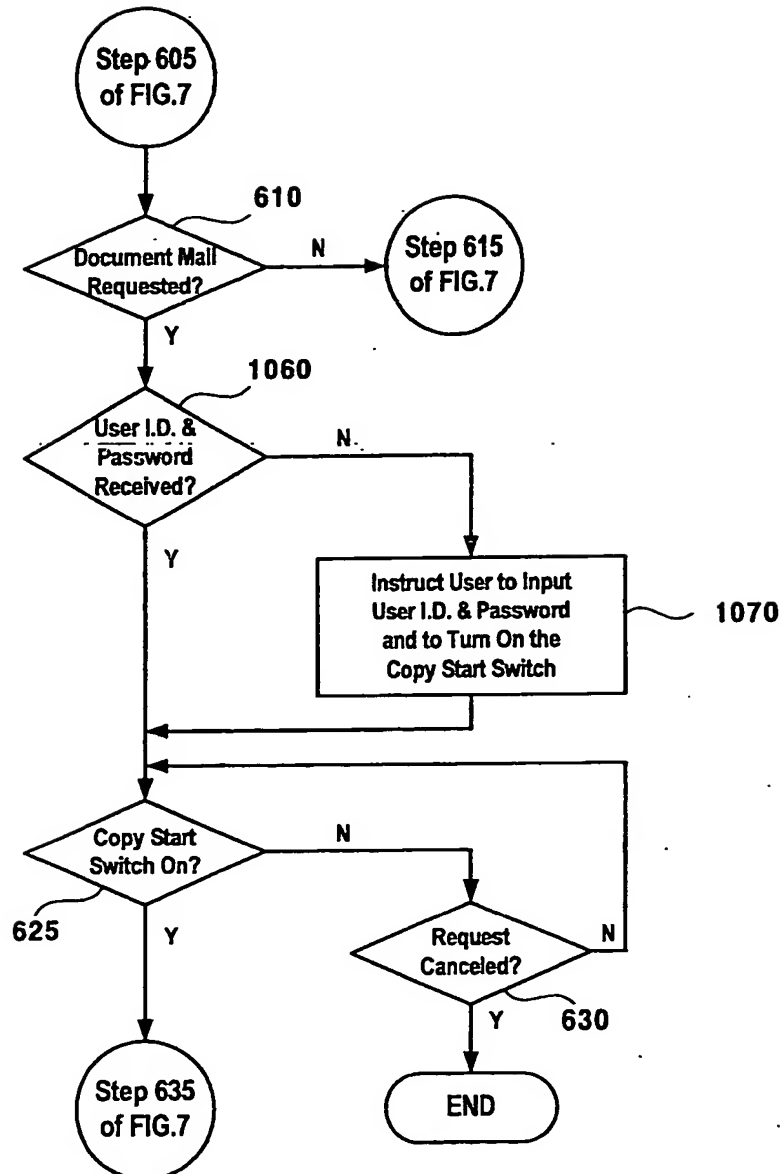 Step 605
of FIG.7
610
Document Mail
Requested?
N
Step 615
of FIG.7
Y
1060
User I.D. &
Password
Received?
N
Y
Instruct User to Input
User I.D. & Password
and to Turn On the
Copy Start Switch
1070
Copy Start
Switch On?
N
625
Y
Request
Canceled?
N
630
Y
Step 635
of FIG.7
END